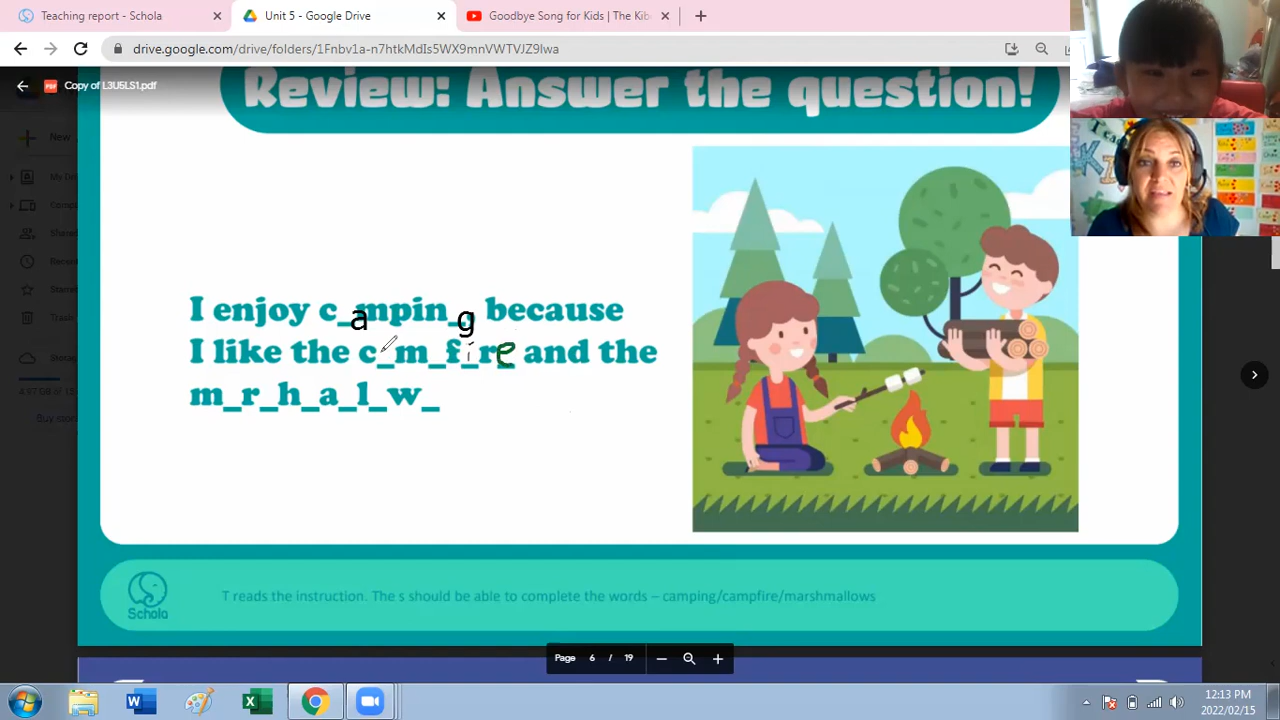 Teaching report - Schola
Unit 5 - Google Drive
Goodbye Song for Kids | The Kib
drive.google.com/drive/folders/1Fnbv1a-n7htkMdIs5WX9mnVWTVJZ9lwa
PDF Copy of L3U5LS1.pdf
Review: Answer the question!
New
I enjoy c_ampin_g because
I like the c_m_fire and the
m_r_h_a_l_w_
Schola
T reads the instruction. The s should be able to complete the words – camping/campfire/marshmallows
Page 6 / 19
12:13 PM
2022/02/15